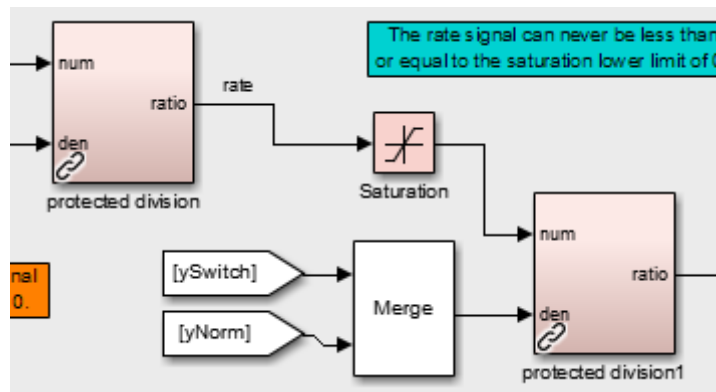 The rate signal can never be less than
or equal to the saturation lower limit of 0
num
rate
ratio
den
protected division
Saturation
num
[ySwitch]
nal
0.
ratio
Merge
[yNorm]
den
protected division1